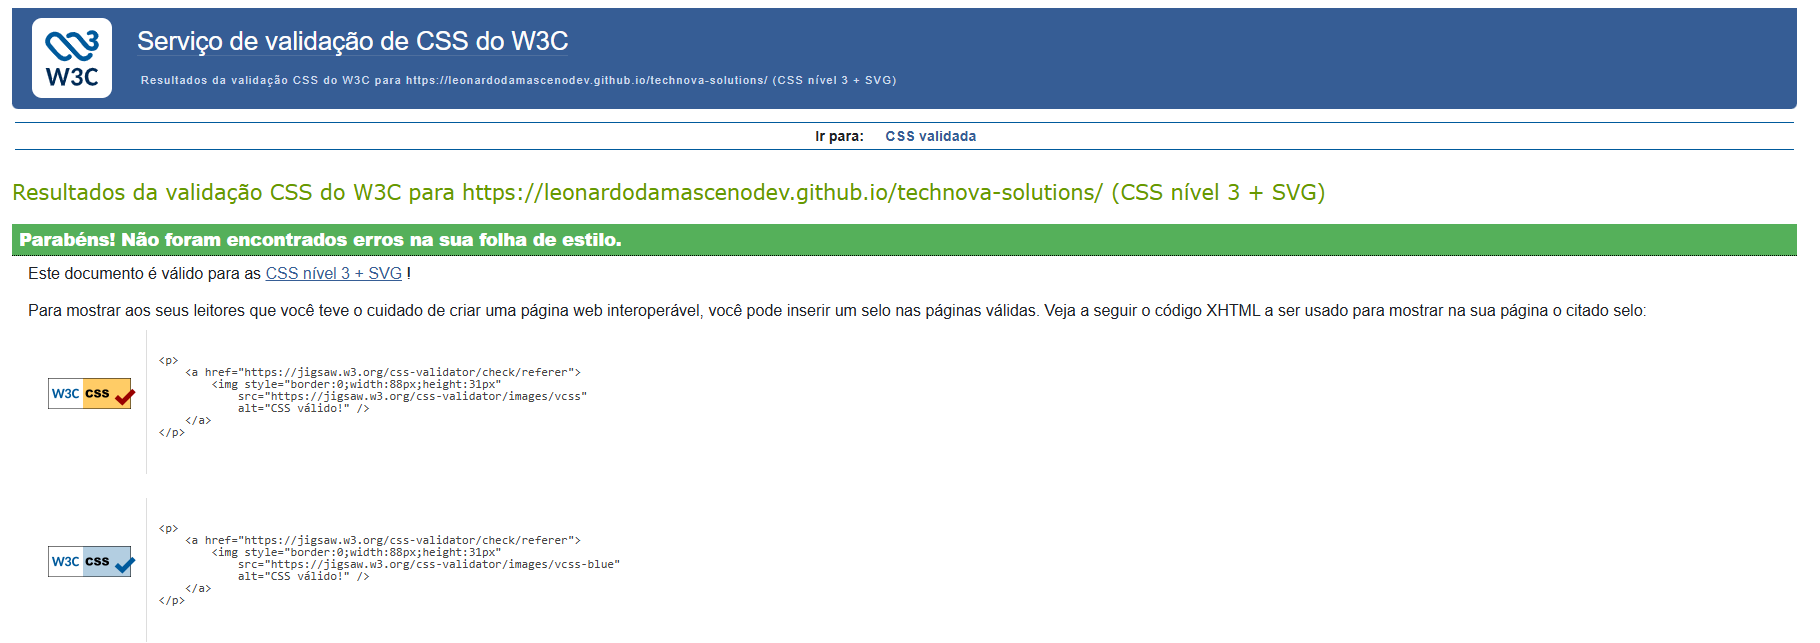 W3C
Serviço de validação de CSS do W3C
Resultados da validação CSS do W3C para https://leonardodamascenodev.github.io/technova-solutions/ (CSS nível 3 + SVG)
Ir para: CSS validada
Resultados da validação CSS do W3C para https://leonardodamascenodev.github.io/technova-solutions/ (CSS nível 3 + SVG)
Parabéns! Não foram encontrados erros na sua folha de estilo.
Este documento é válido para as CSS nível 3 + SVG !
Para mostrar aos seus leitores que você teve o cuidado de criar uma página web interoperável, você pode inserir um selo nas páginas válidas. Veja a seguir o código XHTML a ser usado para mostrar na sua página o citado selo:
W3C css
<p>
    <a href="https://jigsaw.w3.org/css-validator/check/referer">
        <img style="border:0;width:88px;height:31px"
            src="https://jigsaw.w3.org/css-validator/images/vcss"
            alt="CSS válido!" />
    </a>
</p>
W3C css
<p>
    <a href="https://jigsaw.w3.org/css-validator/check/referer">
        <img style="border:0;width:88px;height:31px"
            src="https://jigsaw.w3.org/css-validator/images/vcss-blue"
            alt="CSS válido!" />
    </a>
</p>